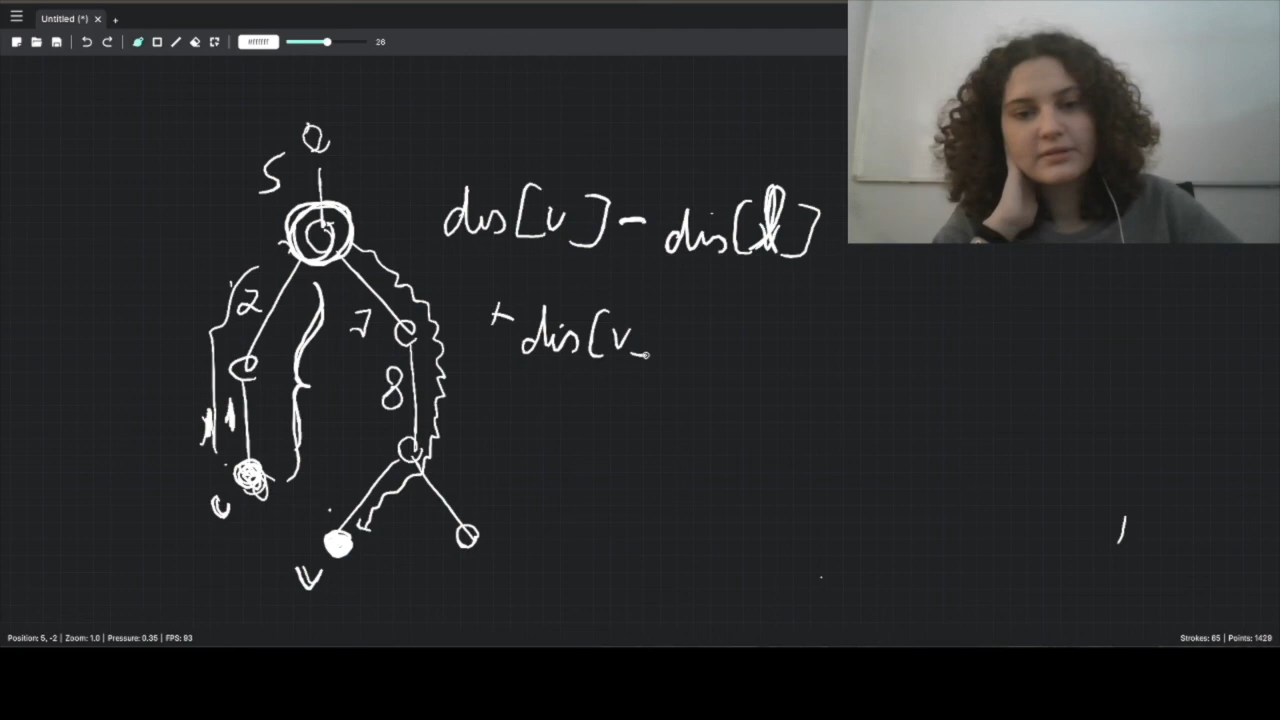 Untitled (*)
#ffffff
26
5
dis[u] - dis[l]
2
7
+ dis[v
8
1
u
v
Position: 5, -2 | Zoom: 1.0 | Pressure: 0.35 | FPS: 93
Strokes: 65 | Points: 1429